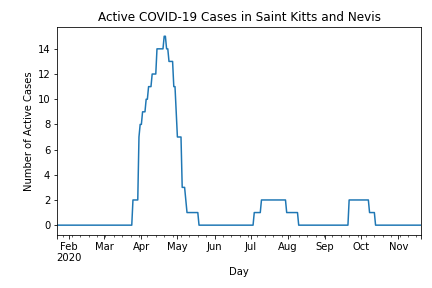 Active COVID-19 Cases in Saint Kitts and Nevis
Number of Active Cases
14
12
10
8
6
4
2
0
Feb Mar Apr May Jun Jul Aug Sep Oct Nov
2020
Day